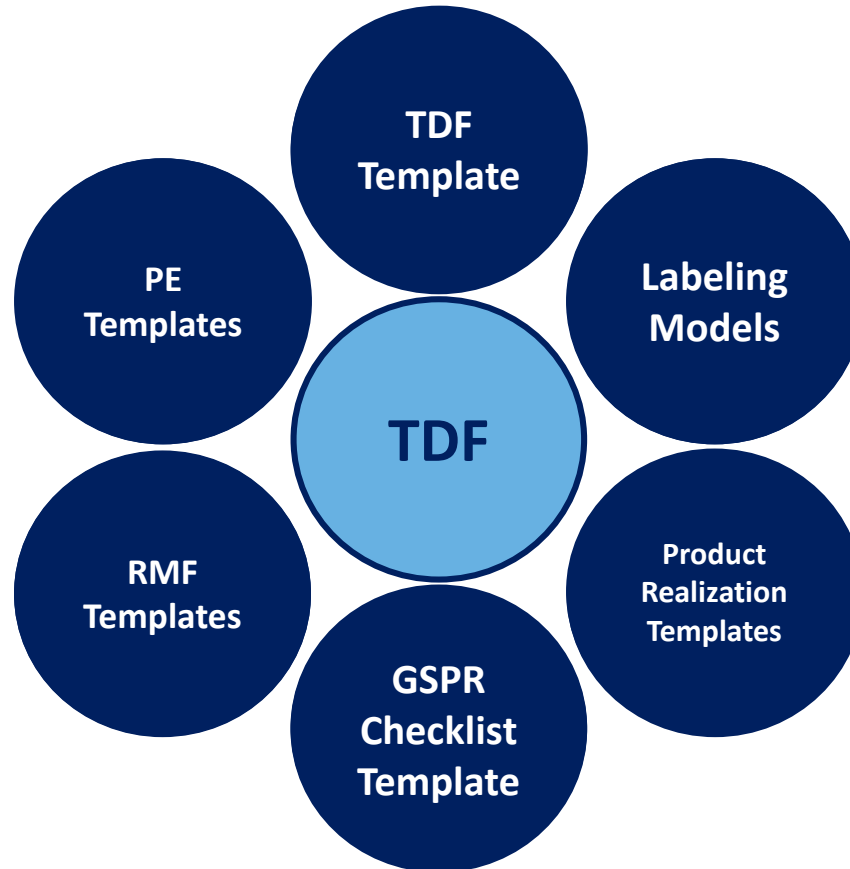 TDF
Template
PE
Templates
Labeling
Models
TDF
RMF
Templates
Product
Realization
Templates
GSPR
Checklist
Template